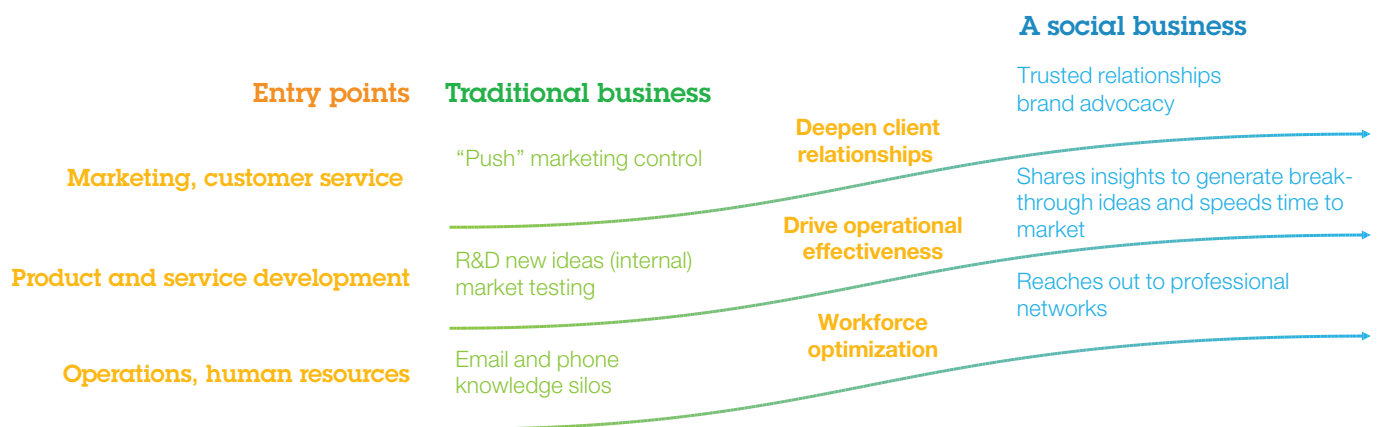 A social business
Entry points
Traditional business
Trusted relationships
brand advocacy
Marketing, customer service
“Push” marketing control
Deepen client
relationships
Shares insights to generate break-
through ideas and speeds time to
market
Product and service development
R&D new ideas (internal)
market testing
Drive operational
effectiveness
Reaches out to professional
networks
Operations, human resources
Email and phone
knowledge silos
Workforce
optimization